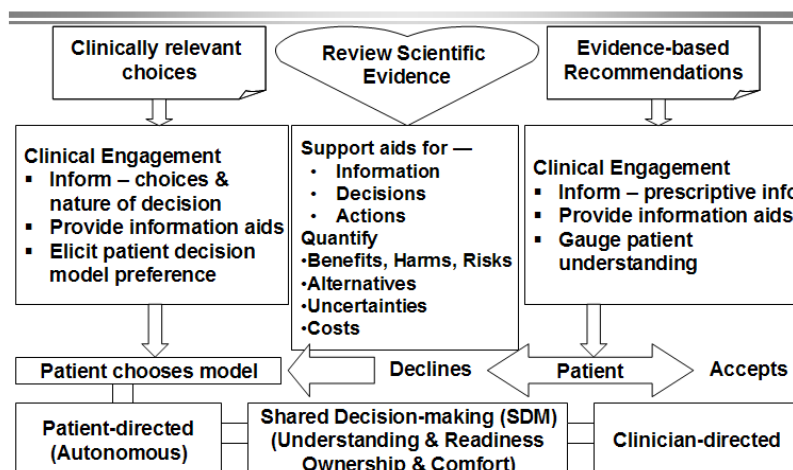 Clinically relevant
choices
Review Scientific
Evidence
Evidence-based
Recommendations
Clinical Engagement
▪ Inform – choices &
nature of decision
▪ Provide information aids
▪ Elicit patient decision
model preference
Support aids for —
• Information
• Decisions
• Actions
Quantify
•Benefits, Harms, Risks
•Alternatives
•Uncertainties
•Costs
Clinical Engagement
▪ Inform – prescriptive info
▪ Provide information aids
▪ Gauge patient
understanding
Patient chooses model
Declines
Patient
Accepts
Patient-directed
(Autonomous)
Shared Decision-making (SDM)
(Understanding & Readiness
Ownership & Comfort)
Clinician-directed